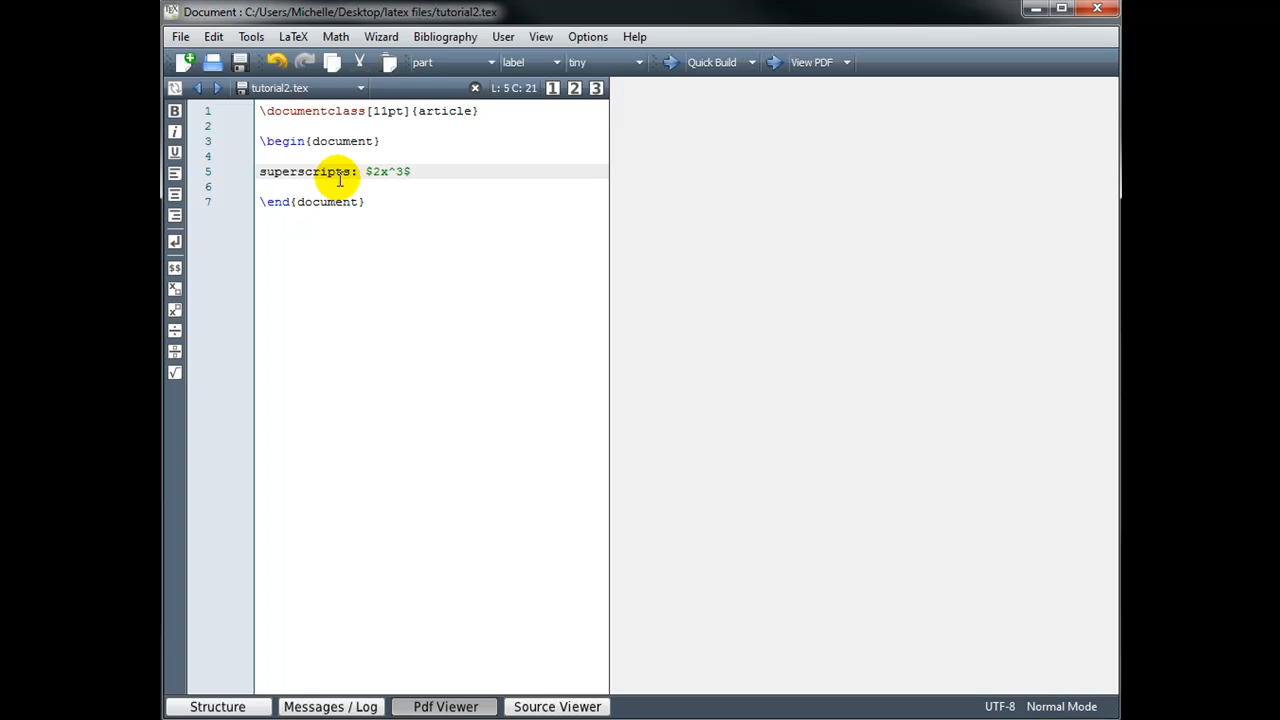 Document : C:/Users/Michelle/Desktop/latex files/tutorial2.tex
File Edit Tools LaTeX Math Wizard Bibliography User View Options Help
part label tiny Quick Build View PDF
tutorial2.tex L: 5 C: 21 1 2 3
1 \documentclass[11pt]{article}
2
3 \begin{document}
4
5 superscripts: $2x^3$
6
7 \end{document}
B
i
U
$$
Structure Messages / Log Pdf Viewer Source Viewer UTF-8 Normal Mode